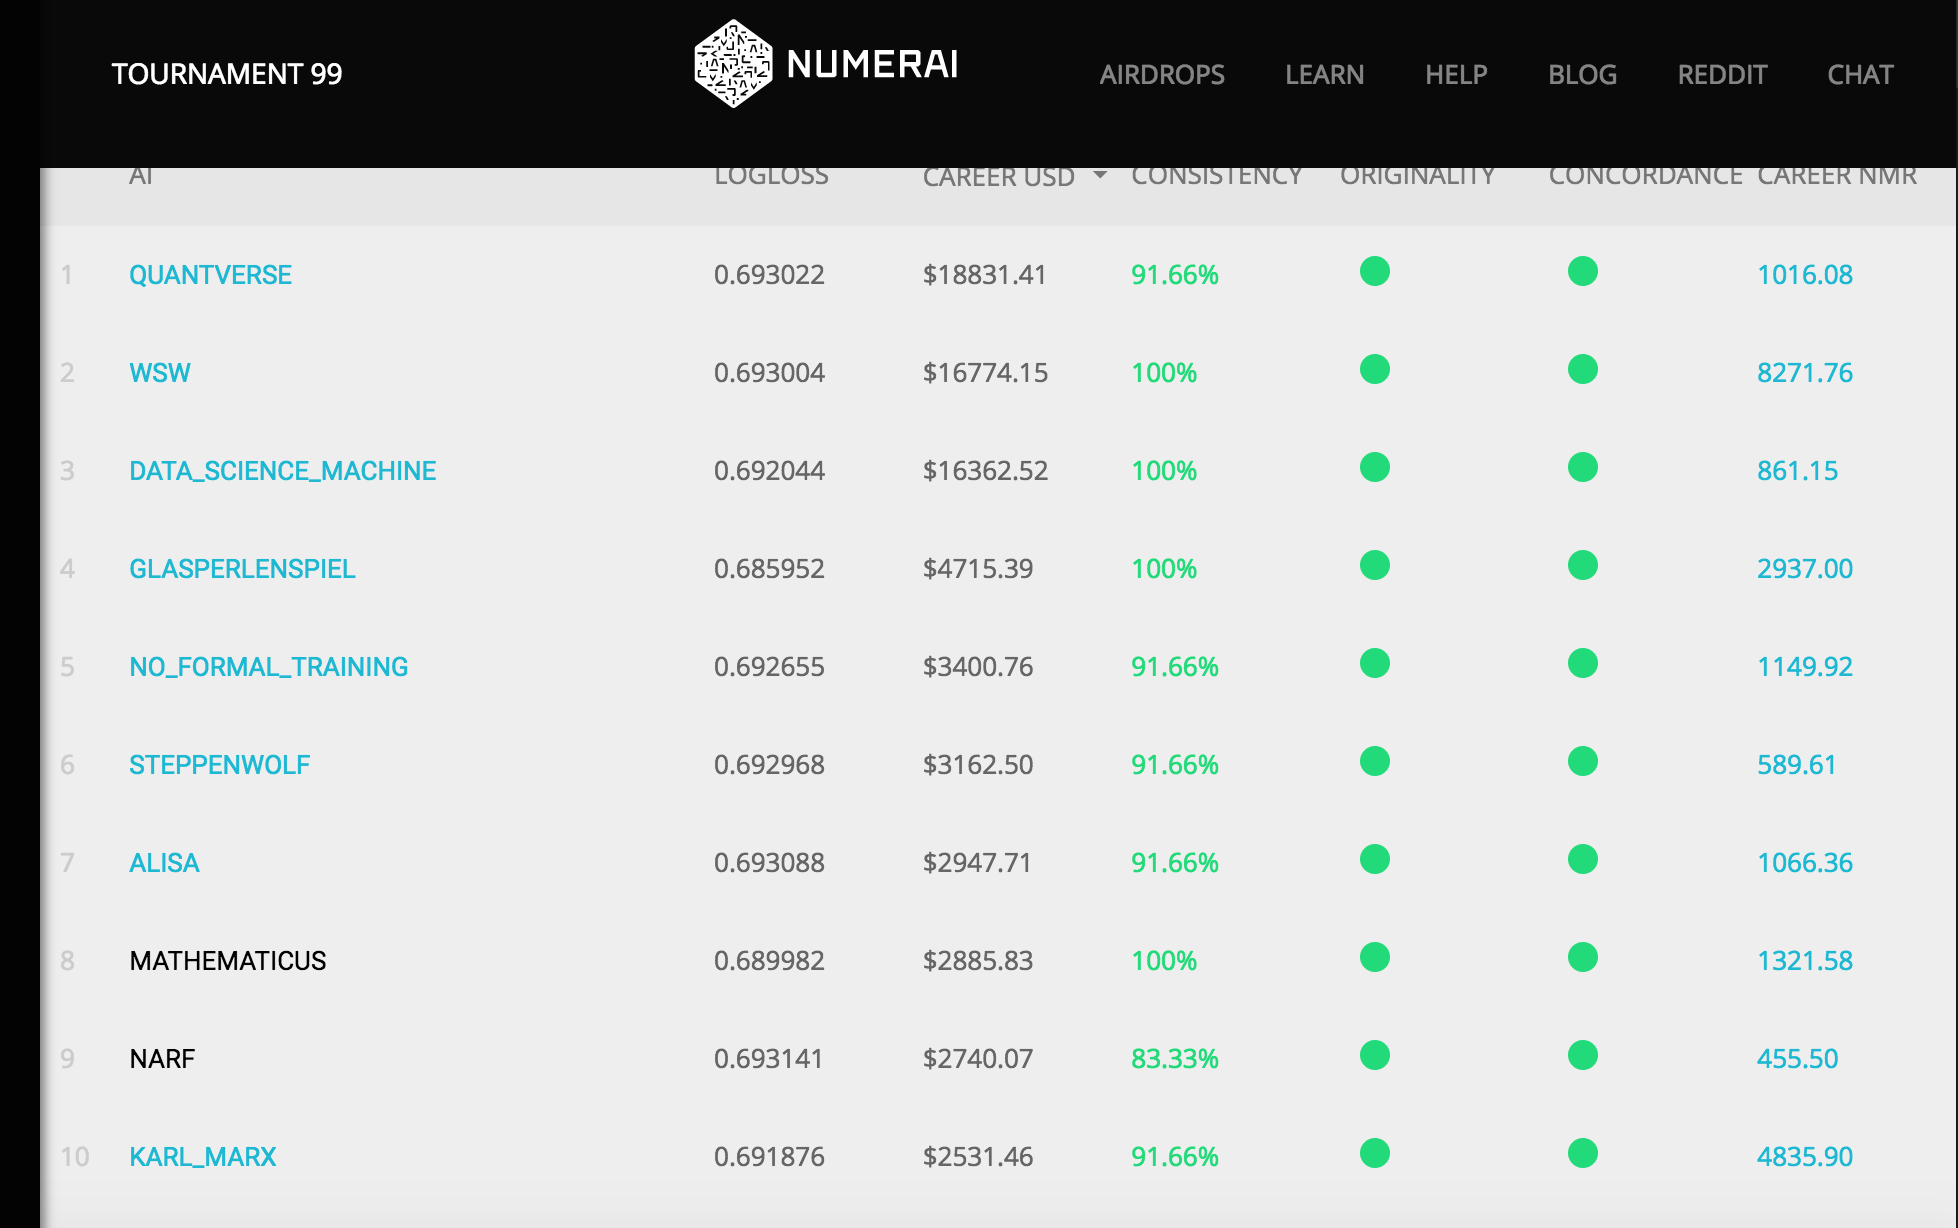 TOURNAMENT 99 NUMERAI AIRDROPS LEARN HELP BLOG REDDIT CHAT
AI LOGLOSS CAREER USD CONSISTENCY ORIGINALITY CONCORDANCE CAREER NMR
1 QUANTVERSE 0.693022 $18831.41 91.66% 1016.08
2 WSW 0.693004 $16774.15 100% 8271.76
3 DATA_SCIENCE_MACHINE 0.692044 $16362.52 100% 861.15
4 GLASPERLENSPIEL 0.685952 $4715.39 100% 2937.00
5 NO_FORMAL_TRAINING 0.692655 $3400.76 91.66% 1149.92
6 STEPPENWOLF 0.692968 $3162.50 91.66% 589.61
7 ALISA 0.693088 $2947.71 91.66% 1066.36
8 MATHEMATICUS 0.689982 $2885.83 100% 1321.58
9 NARF 0.693141 $2740.07 83.33% 455.50
10 KARL_MARX 0.691876 $2531.46 91.66% 4835.90